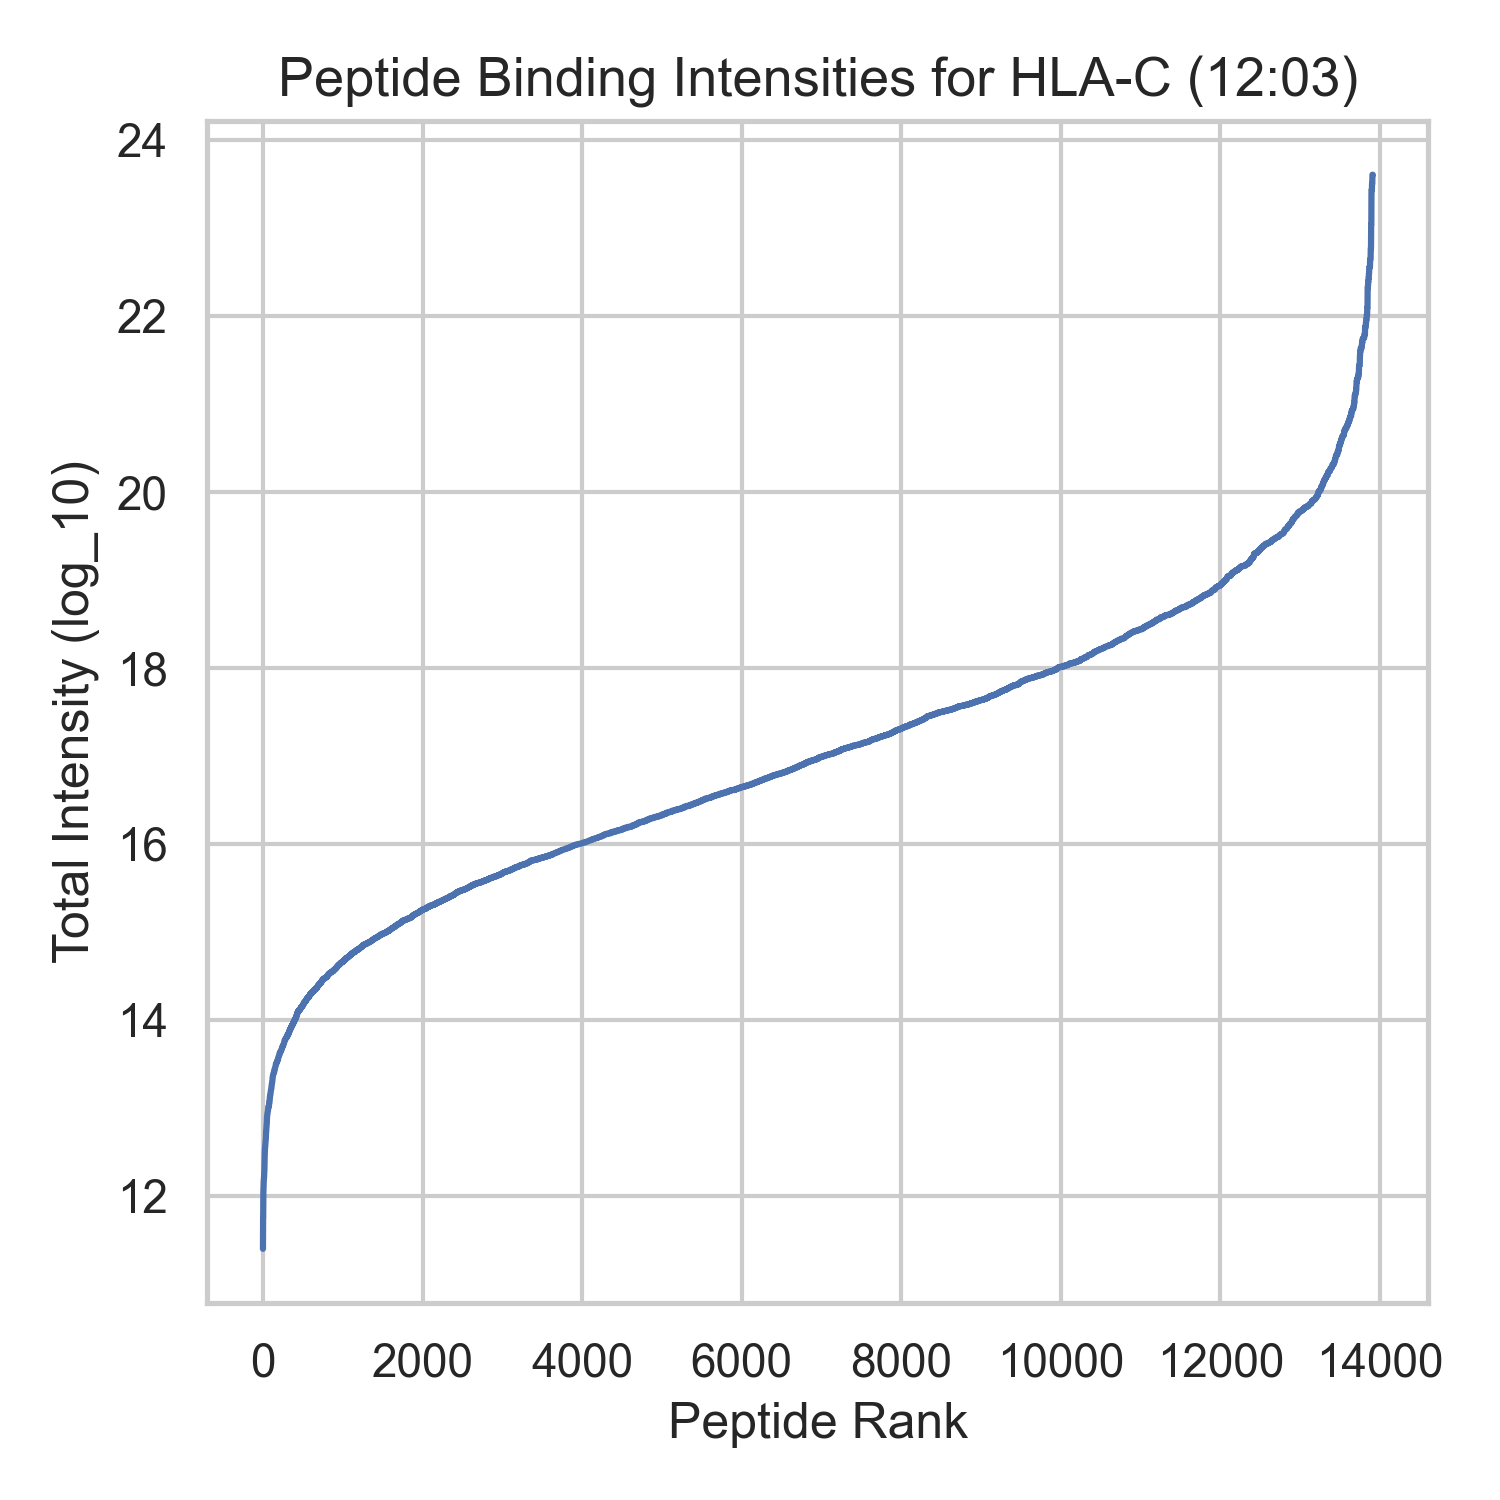 Peptide Binding Intensities for HLA-C (12:03)
Total Intensity (log_10)
24
22
20
18
16
14
12
0 2000 4000 6000 8000 10000 12000 14000
Peptide Rank